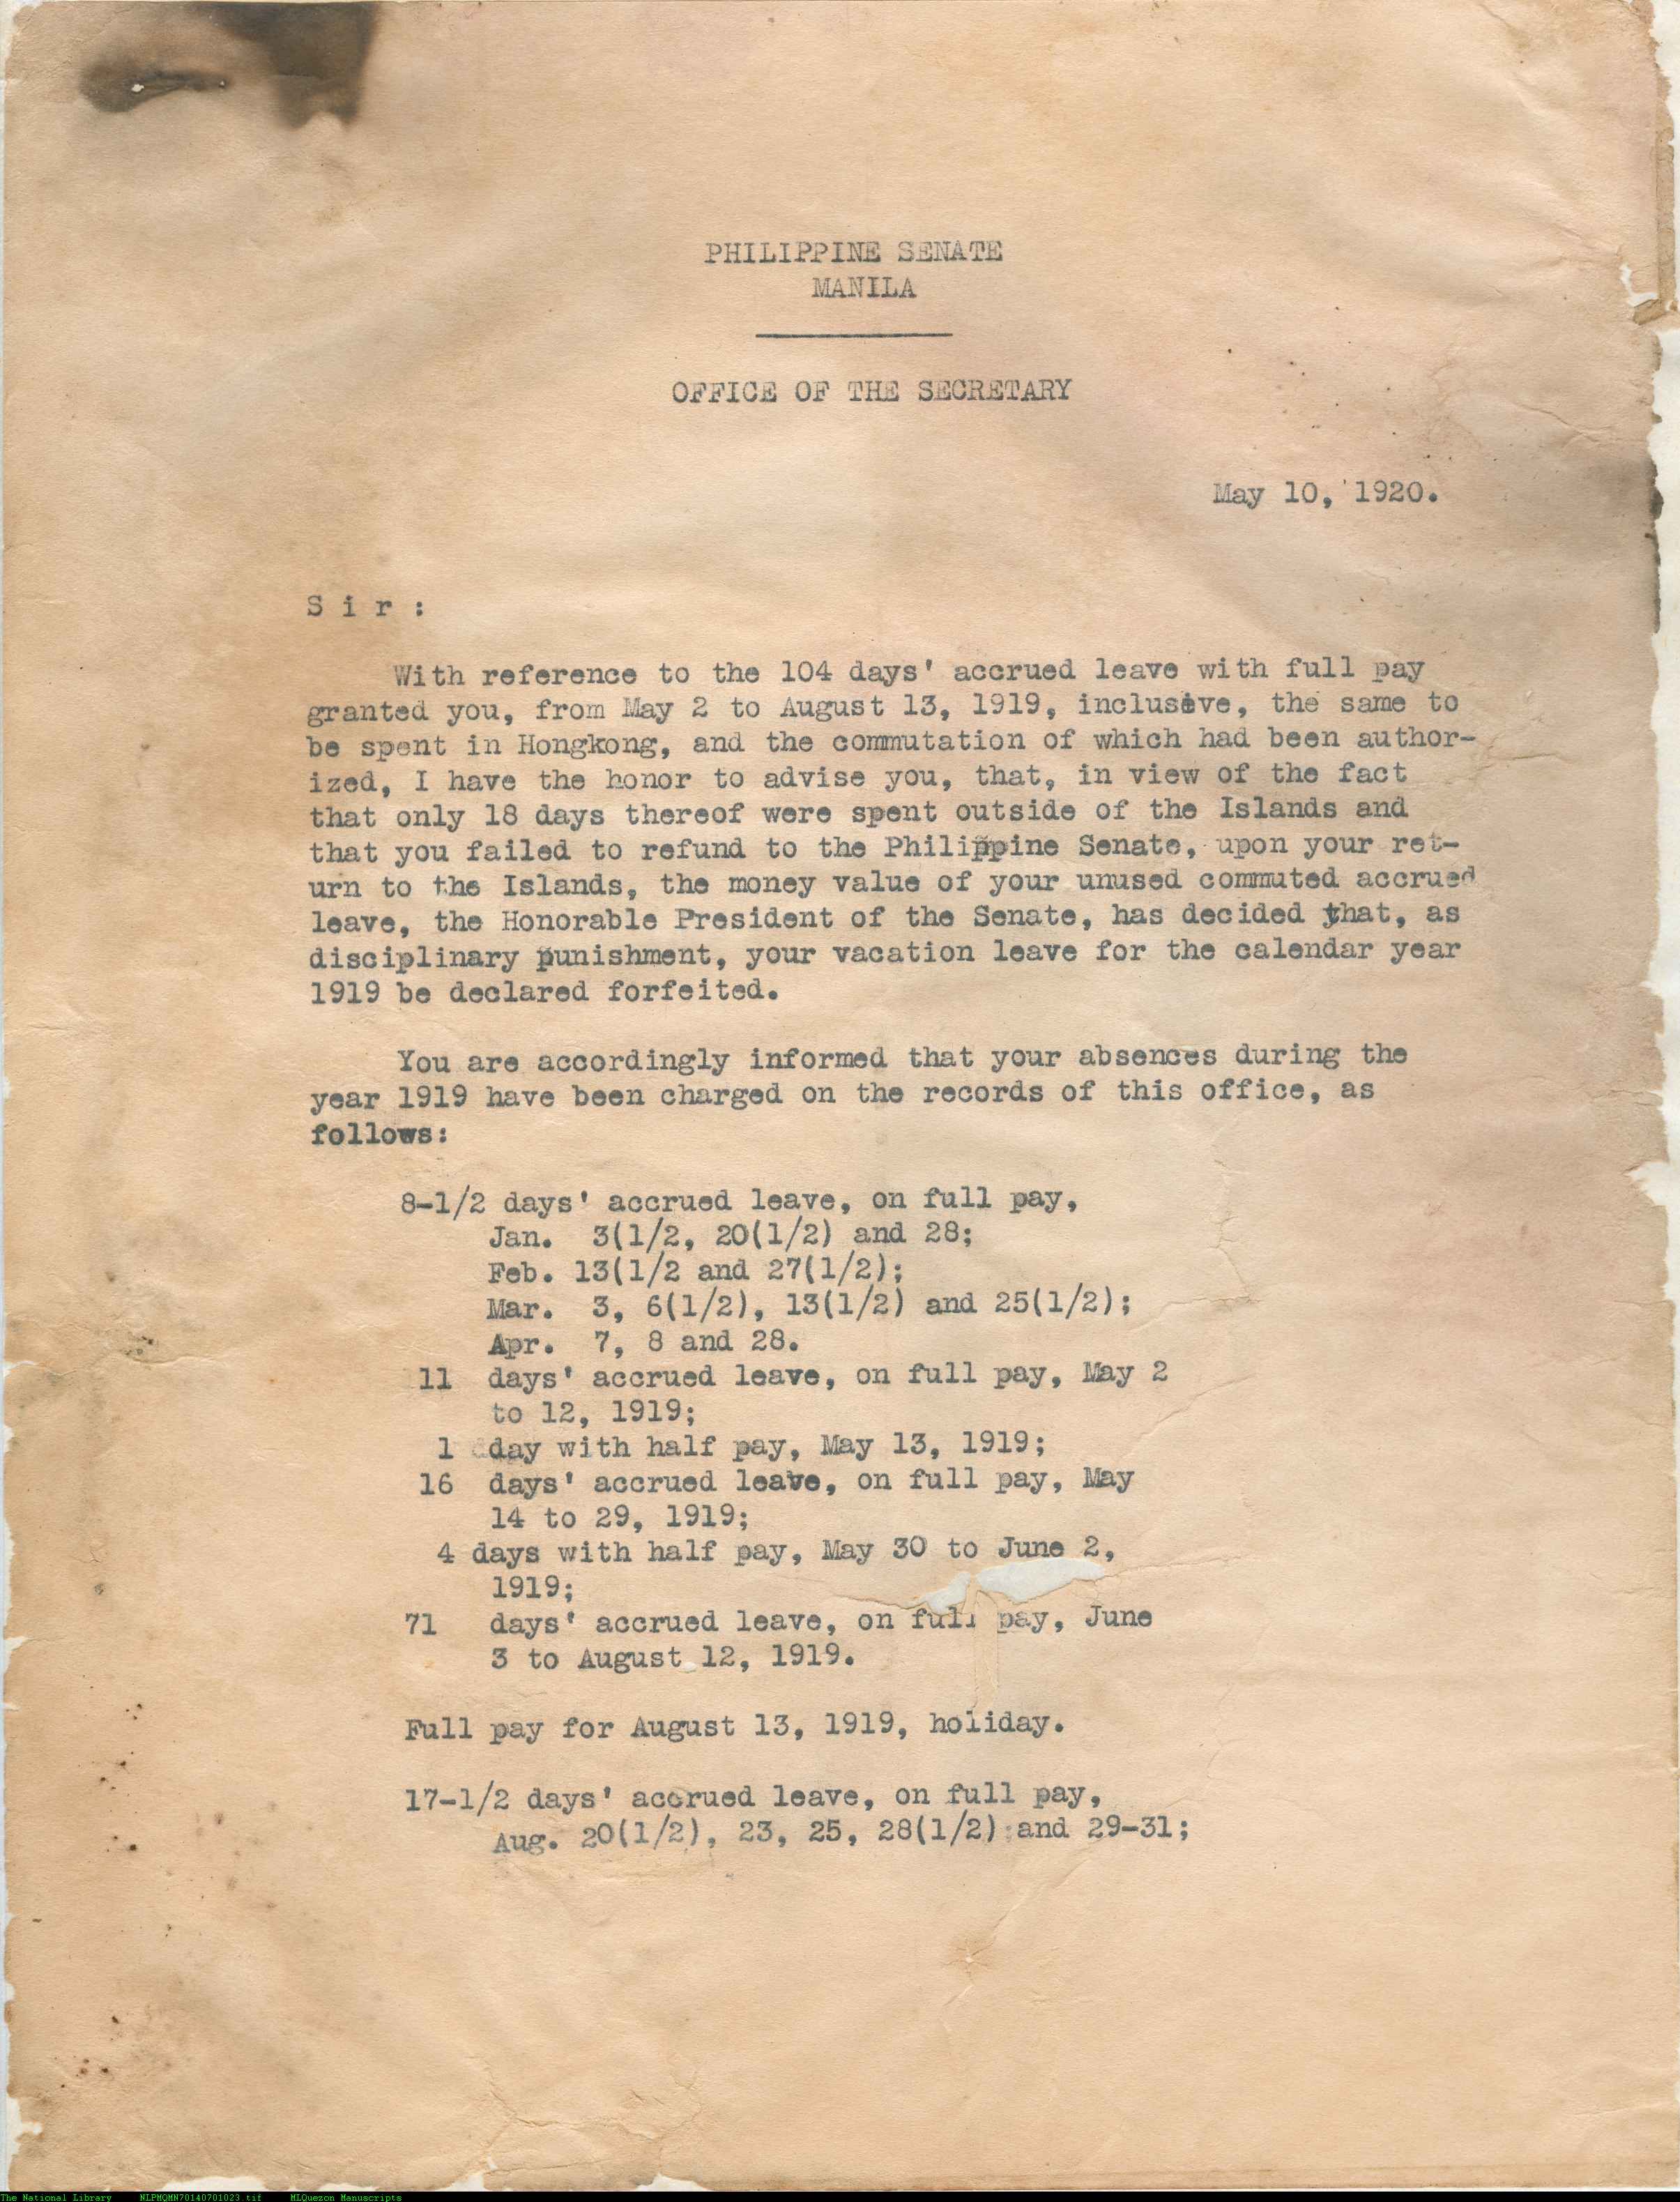 PHILIPPINE SENATE
MANILA
OFFICE OF THE SECRETARY
May 10, 1920.
S i r :
With reference to the 104 days' accrued leave with full pay
granted you, from May 2 to August 13, 1919, inclusive, the same to
be spent in Hongkong, and the commutation of which had been author-
ized, I have the honor to advise you, that, in view of the fact
that only 18 days thereof were spent outside of the Islands and
that you failed to refund to the Philippine Senate, upon your ret-
urn to the Islands, the money value of your unused commuted accrued
leave, the Honorable President of the Senate, has decided that, as
disciplinary punishment, your vacation leave for the calendar year
1919 be declared forfeited.
You are accordingly informed that your absences during the
year 1919 have been charged on the records of this office, as
follows:
8-1/2 days' accrued leave, on full pay,
Jan. 3(1/2, 20(1/2) and 28;
Feb. 13(1/2 and 27(1/2);
Mar. 3, 6(1/2), 13(1/2) and 25(1/2);
Apr. 7, 8 and 28.
11 days' accrued leave, on full pay, May 2
to 12, 1919;
1 day with half pay, May 13, 1919;
16 days' accrued leave, on full pay, May
14 to 29, 1919;
4 days with half pay, May 30 to June 2,
1919;
71 days' accrued leave, on full pay, June
3 to August 12, 1919.
Full pay for August 13, 1919, holiday.
17-1/2 days' accrued leave, on full pay,
Aug. 20(1/2), 23, 25, 28(1/2) and 29-31;
The National Library NLPMQMN70140701023.tif MLQuezon Manuscripts